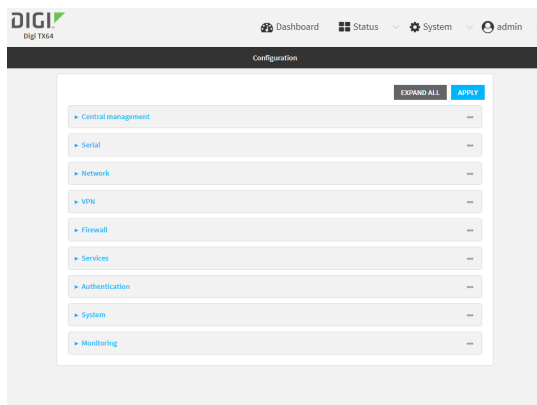 DIGI
Digi TX64
Dashboard Status System admin
Configuration
EXPAND ALL APPLY
Central management
Serial
Network
VPN
Firewall
Services
Authentication
System
Monitoring